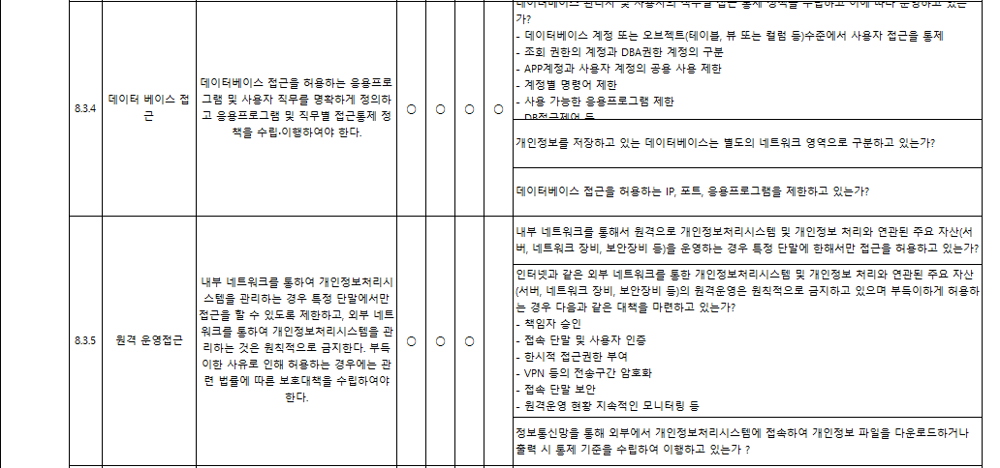 데이터베이스 관리자 및 사용자의 직무별 접근 통제 정책을 수립하고 이에 따라 운영하고 있는
가?
- 데이터베이스 계정 또는 오브젝트(테이블, 뷰 또는 컬럼 등)수준에서 사용자 접근을 통제
- 조회 권한의 계정과 DBA권한 계정의 구분
- APP계정과 사용자 계정의 공용 사용 제한
- 계정별 명령어 제한
- 사용 가능한 응용프로그램 제한
- DB접근제어 등
8.3.4
데이터 베이스 접
근
데이터베이스 접근을 허용하는 응용프로
그램 및 사용자 직무를 명확하게 정의하
고 응용프로그램 및 직무별 접근통제 정
책을 수립·이행하여야 한다.
○ ○ ○ ○
개인정보를 저장하고 있는 데이터베이스는 별도의 네트워크 영역으로 구분하고 있는가?
데이터베이스 접근을 허용하는 IP, 포트, 응용프로그램을 제한하고 있는가?
8.3.5
원격 운영접근
내부 네트워크를 통하여 개인정보처리시
스템을 관리하는 경우 특정 단말에서만
접근을 할 수 있도록 제한하고, 외부 네트
워크를 통하여 개인정보처리시스템을 관
리하는 것은 원칙적으로 금지한다. 부득
이한 사유로 인해 허용하는 경우에는 관
련 법률에 따른 보호대책을 수립하여야
한다.
○ ○ ○
내부 네트워크를 통해서 원격으로 개인정보처리시스템 및 개인정보 처리와 연관된 주요 자산(서
버, 네트워크 장비, 보안장비 등)을 운영하는 경우 특정 단말에 한해서만 접근을 허용하고 있는가?
인터넷과 같은 외부 네트워크를 통한 개인정보처리시스템 및 개인정보 처리와 연관된 주요 자산
(서버, 네트워크 장비, 보안장비 등)의 원격운영은 원칙적으로 금지하고 있으며 부득이하게 허용하
는 경우 다음과 같은 대책을 마련하고 있는가?
- 책임자 승인
- 접속 단말 및 사용자 인증
- 한시적 접근권한 부여
- VPN 등의 전송구간 암호화
- 접속 단말 보안
- 원격운영 현황 지속적인 모니터링 등
정보통신망을 통해 외부에서 개인정보처리시스템에 접속하여 개인정보 파일을 다운로드하거나
출력 시 통제 기준을 수립하여 이행하고 있는가 ?